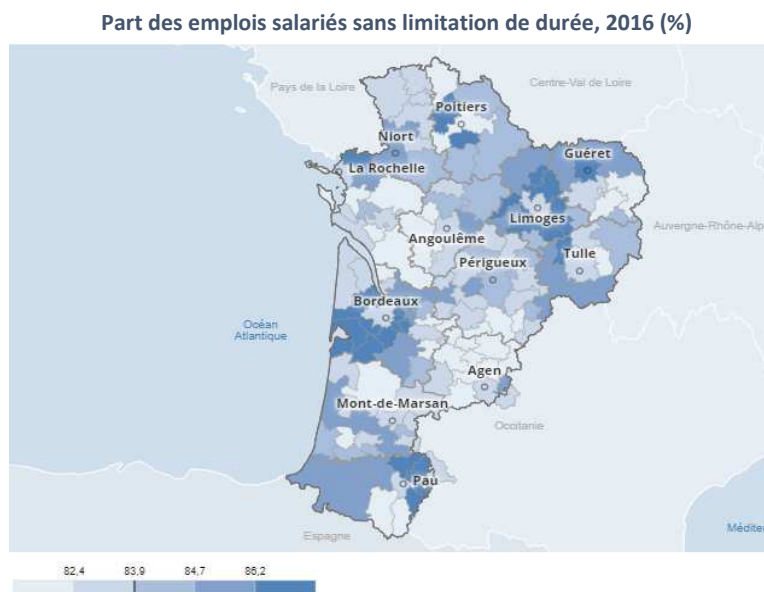 Part des emplois salariés sans limitation de durée, 2016 (%)
Pays de la Loire
Centre-Val de Loire
Poitiers
Niort
Guéret
La Rochelle
Limoges
Auvergne-Rhône-Alp
Angoulême
Périgueux
Tulle
Bordeaux
Océan
Atlantique
Agen
Mont-de-Marsan
Occitanie
Pau
Espagne
Méditer
82,4 83,9 84,7 86,2